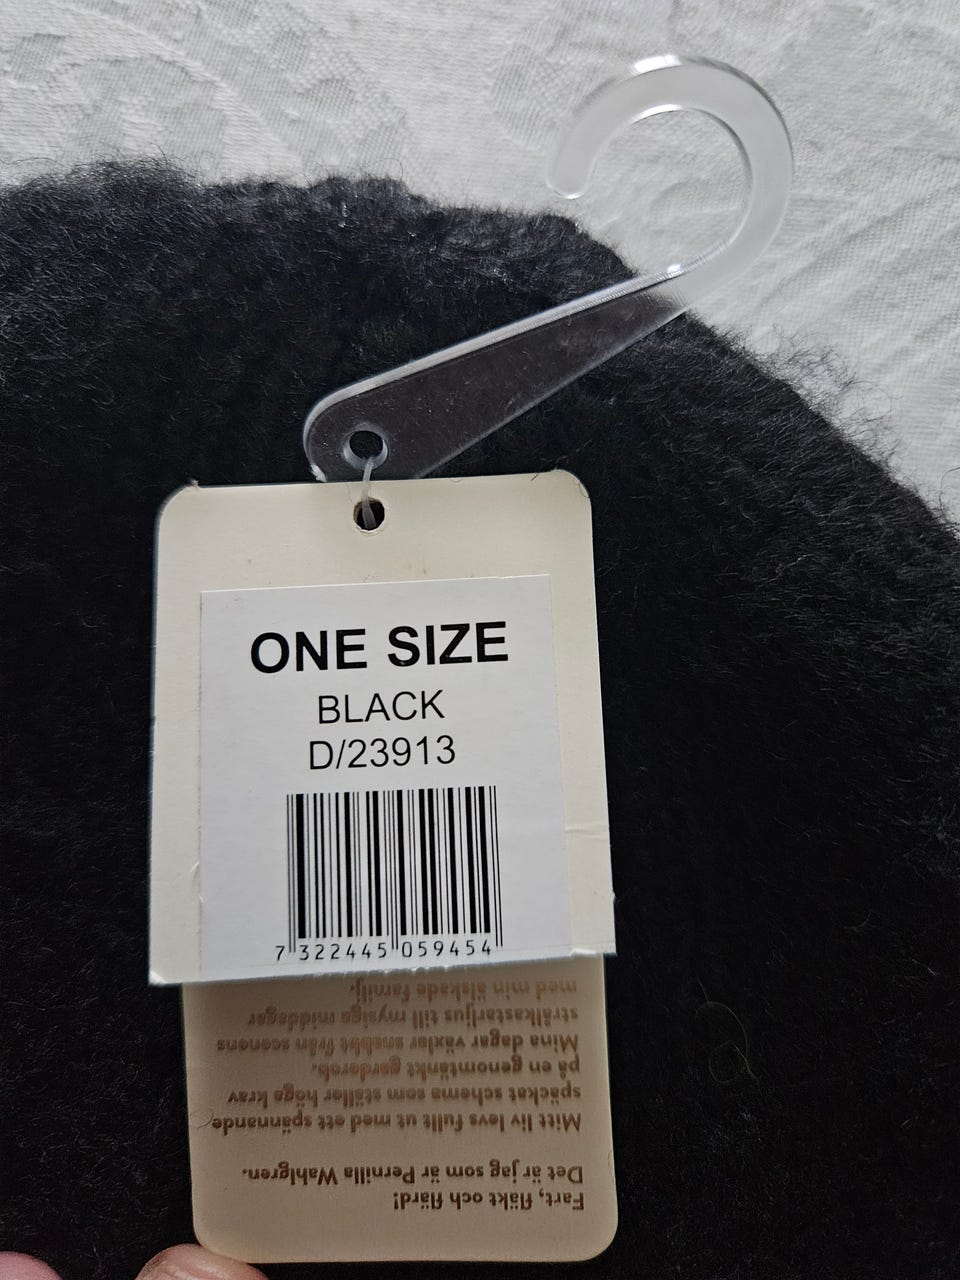 ONE SIZE
BLACK
D/23913
7 322445 059454
Fart, fläkt och flärd!
Det är jag som är Pernilla Wahlgren.
Mitt liv levs fullt ut med ett spännande
späckat schema som ställer höga krav
på en genomtänkt garderob.
Mina dagar växlar snabbt från scenens
strålkastarljus till mysiga middagar
med min älskade familj.